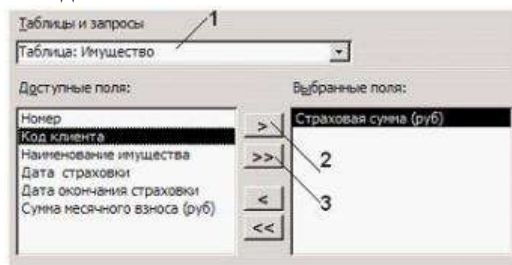 Таблицы и запросы
1
Таблица: Имущество
Доступные поля:
Выбранные поля:
Номер
Код клиента
Наименование имущества
Дата страховки
Дата окончания страховки
Сумма месячного взноса (руб)
>
>>
<
<<
Страховая сумма (руб)
2
3